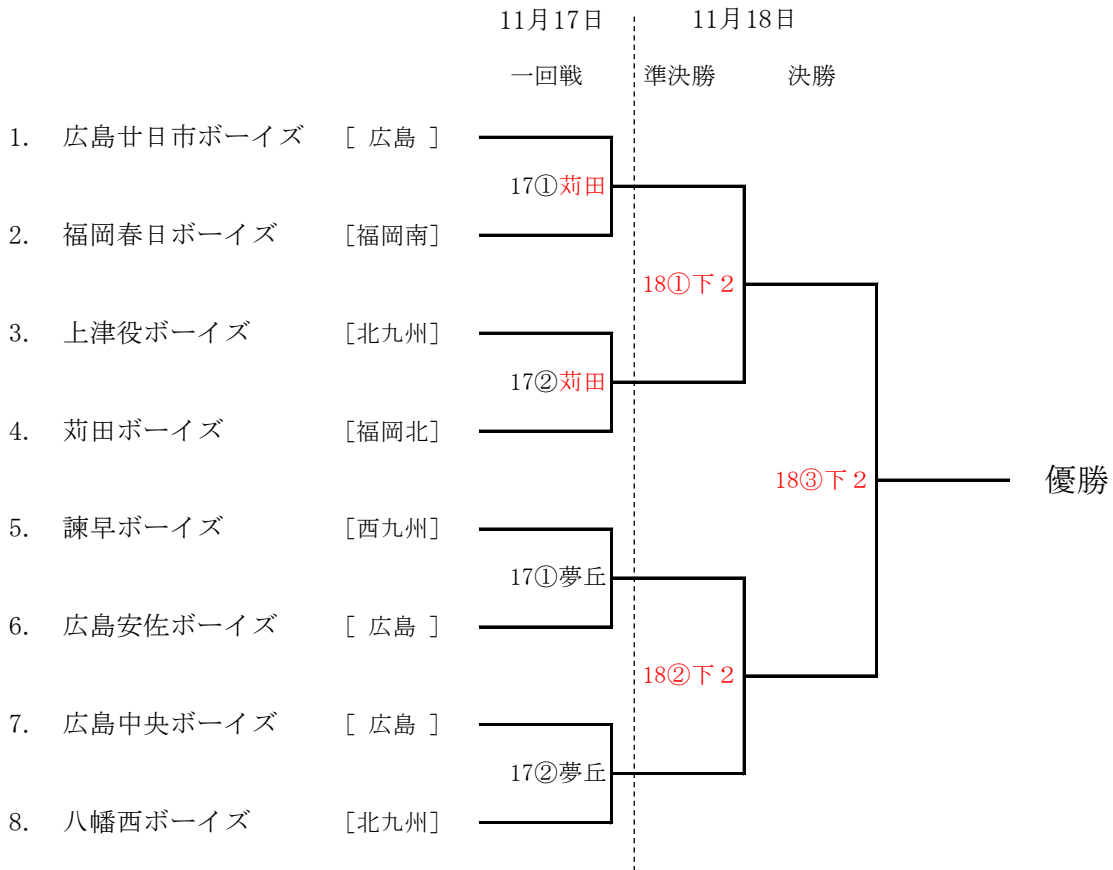 11月17日 11月18日
一回戦 準決勝 決勝
1. 広島廿日市ボーイズ [ 広島 ]
17①苅田
2. 福岡春日ボーイズ [福岡南]
18①下２
3. 上津役ボーイズ [北九州]
17②苅田
4. 苅田ボーイズ [福岡北]
18③下２ 優勝
5. 諫早ボーイズ [西九州]
17①夢丘
6. 広島安佐ボーイズ [ 広島 ]
18②下２
7. 広島中央ボーイズ [ 広島 ]
17②夢丘
8. 八幡西ボーイズ [北九州]